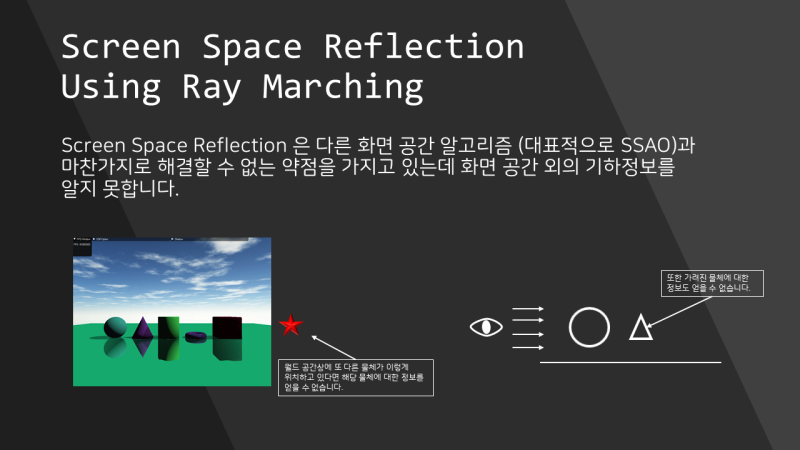 Screen Space Reflection
Using Ray Marching
Screen Space Reflection 은 다른 화면 공간 알고리즘 (대표적으로 SSAO)과
마찬가지로 해결할 수 없는 약점을 가지고 있는데 화면 공간 외의 기하정보를
알지 못합니다.
또한 가려진 물체에 대한
정보도 얻을 수 없습니다.
월드 공간상에 또 다른 물체가 이렇게
위치하고 있다면 해당 물체에 대한 정보를
얻을 수 없습니다.